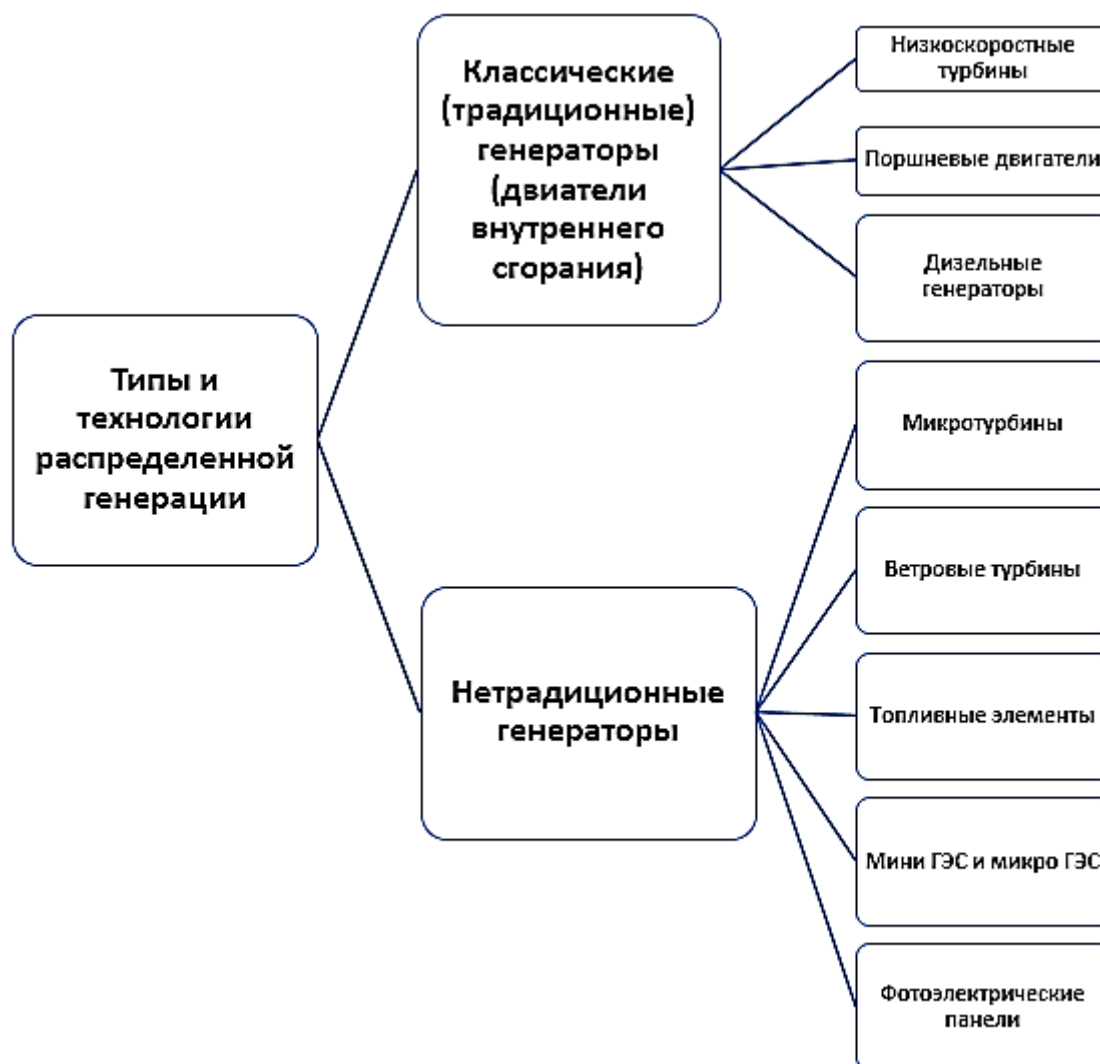 Типы и
технологии
распределенной
генерации
Классические
(традиционные)
генераторы
(двиатели
внутреннего
сгорания)
Низкоскоростные
турбины
Поршневые двигатели
Дизельные
генераторы
Нетрадиционные
генераторы
Микротурбины
Ветровые турбины
Топливные элементы
Мини ГЭС и микро ГЭС
Фотоэлектрические
панели